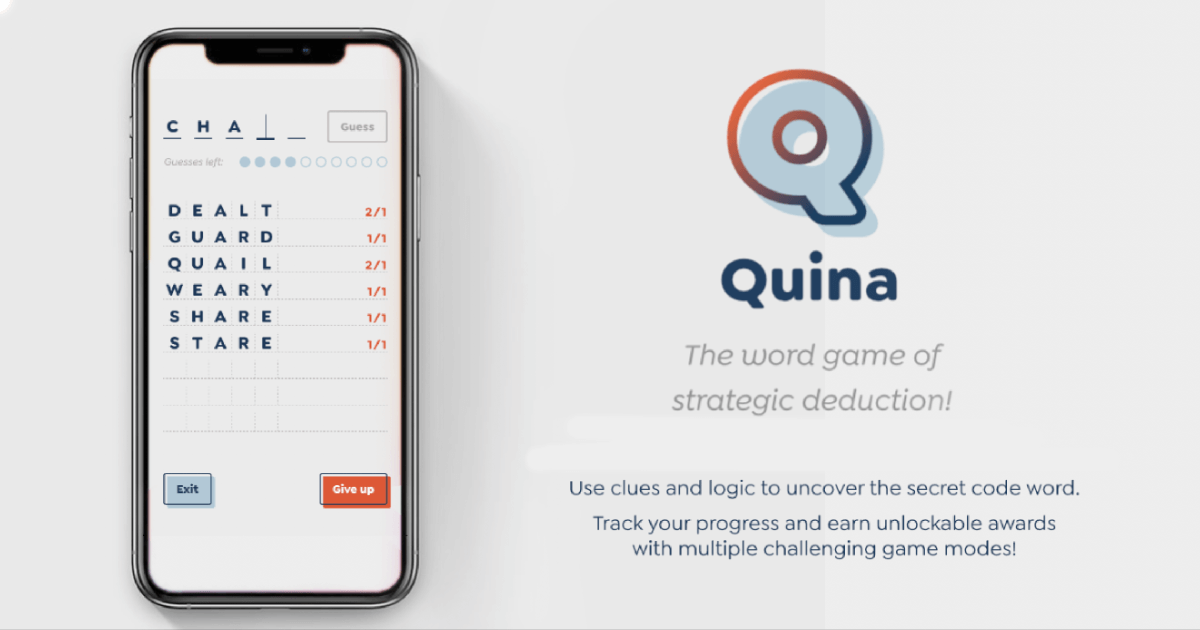 C H A _ _ Guess
Guesses left:
D E A L T 2/1
G U A R D 1/1
Q U A I L 2/1
W E A R Y 1/1
S H A R E 1/1
S T A R E 1/1
Exit Give up
Q
Quina
The word game of
strategic deduction!
Use clues and logic to uncover the secret code word.
Track your progress and earn unlockable awards
with multiple challenging game modes!